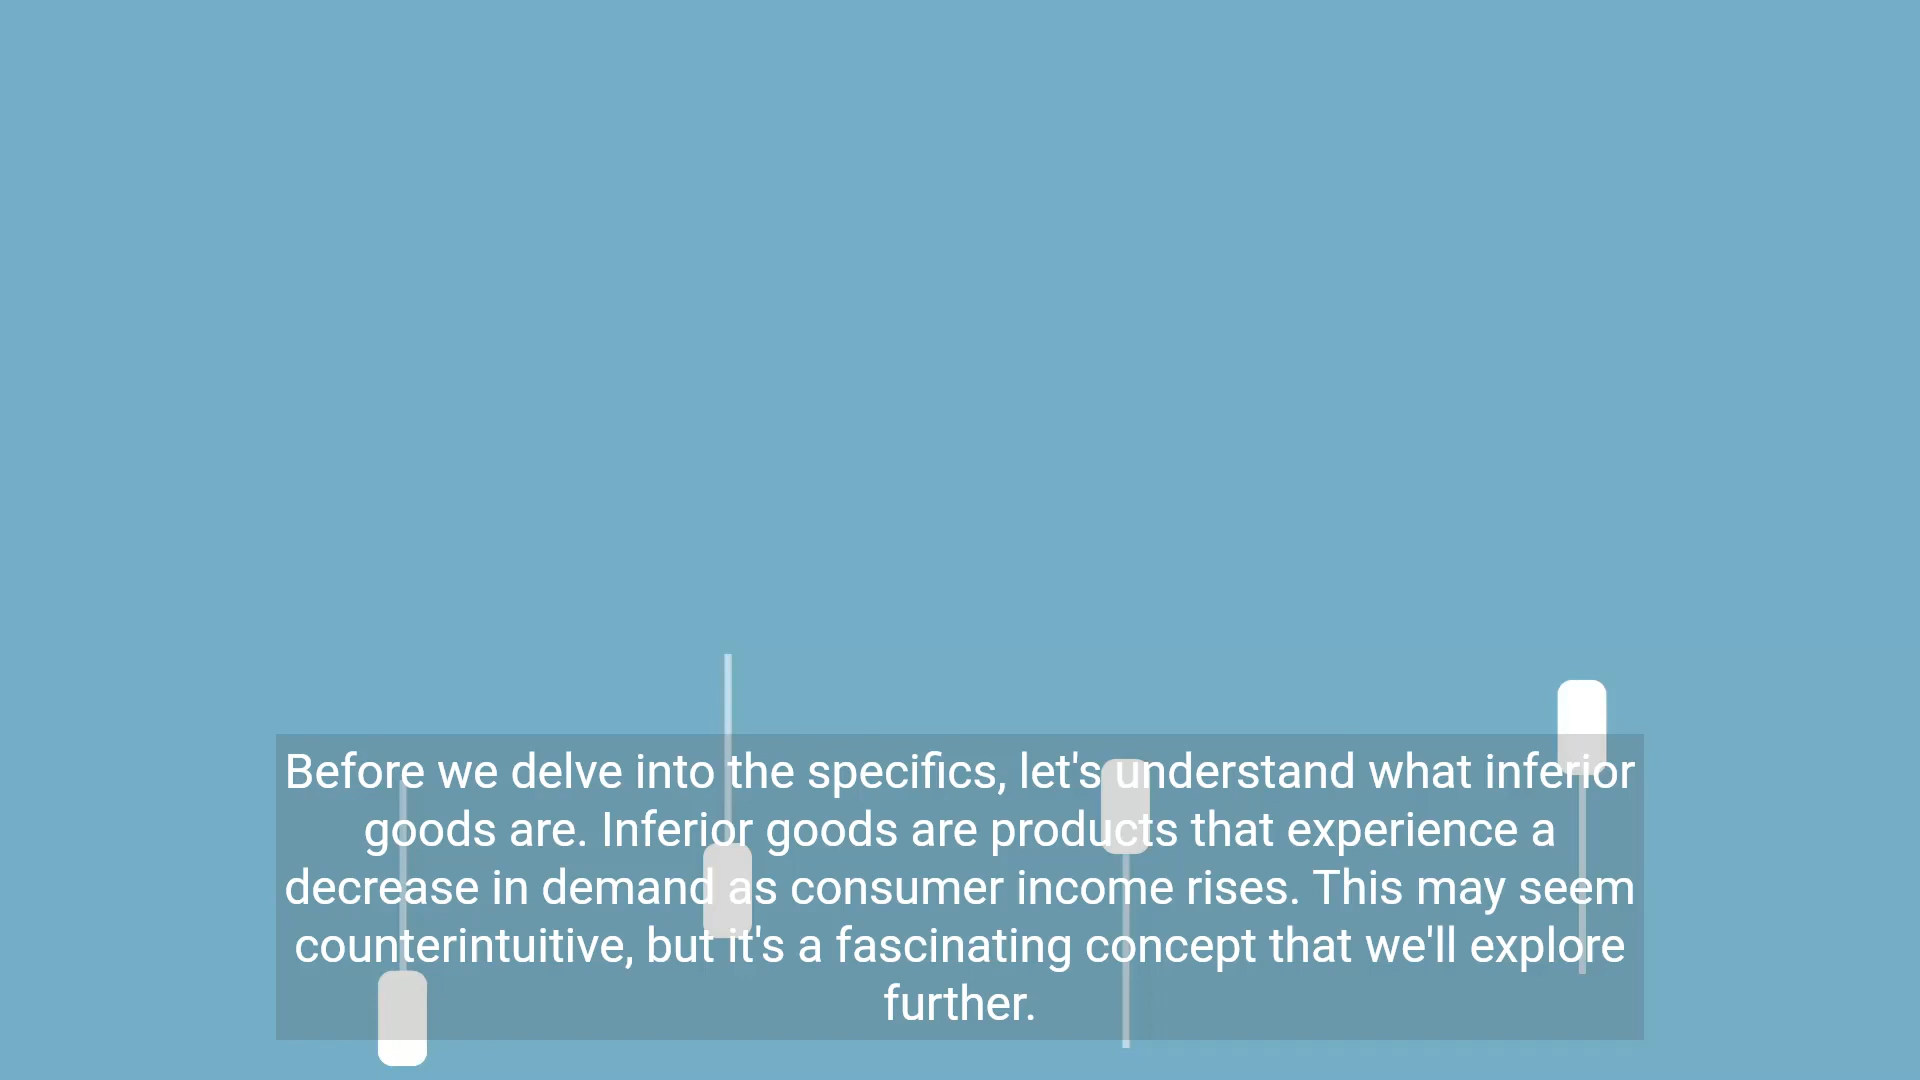 Before we delve into the specifics, let's understand what inferior
goods are. Inferior goods are products that experience a
decrease in demand as consumer income rises. This may seem
counterintuitive, but it's a fascinating concept that we'll explore
further.